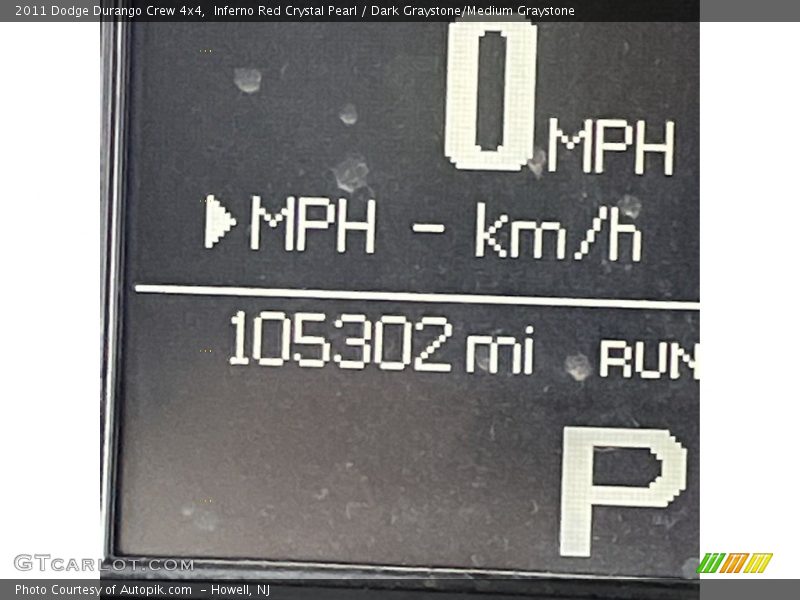 2011 Dodge Durango Crew 4x4,  Inferno Red Crystal Pearl / Dark Graystone/Medium Graystone
0 MPH
MPH - km/h
105302 mi RUN
P
GTCARLOT.COM
Photo Courtesy of Autopik.com  – Howell, NJ